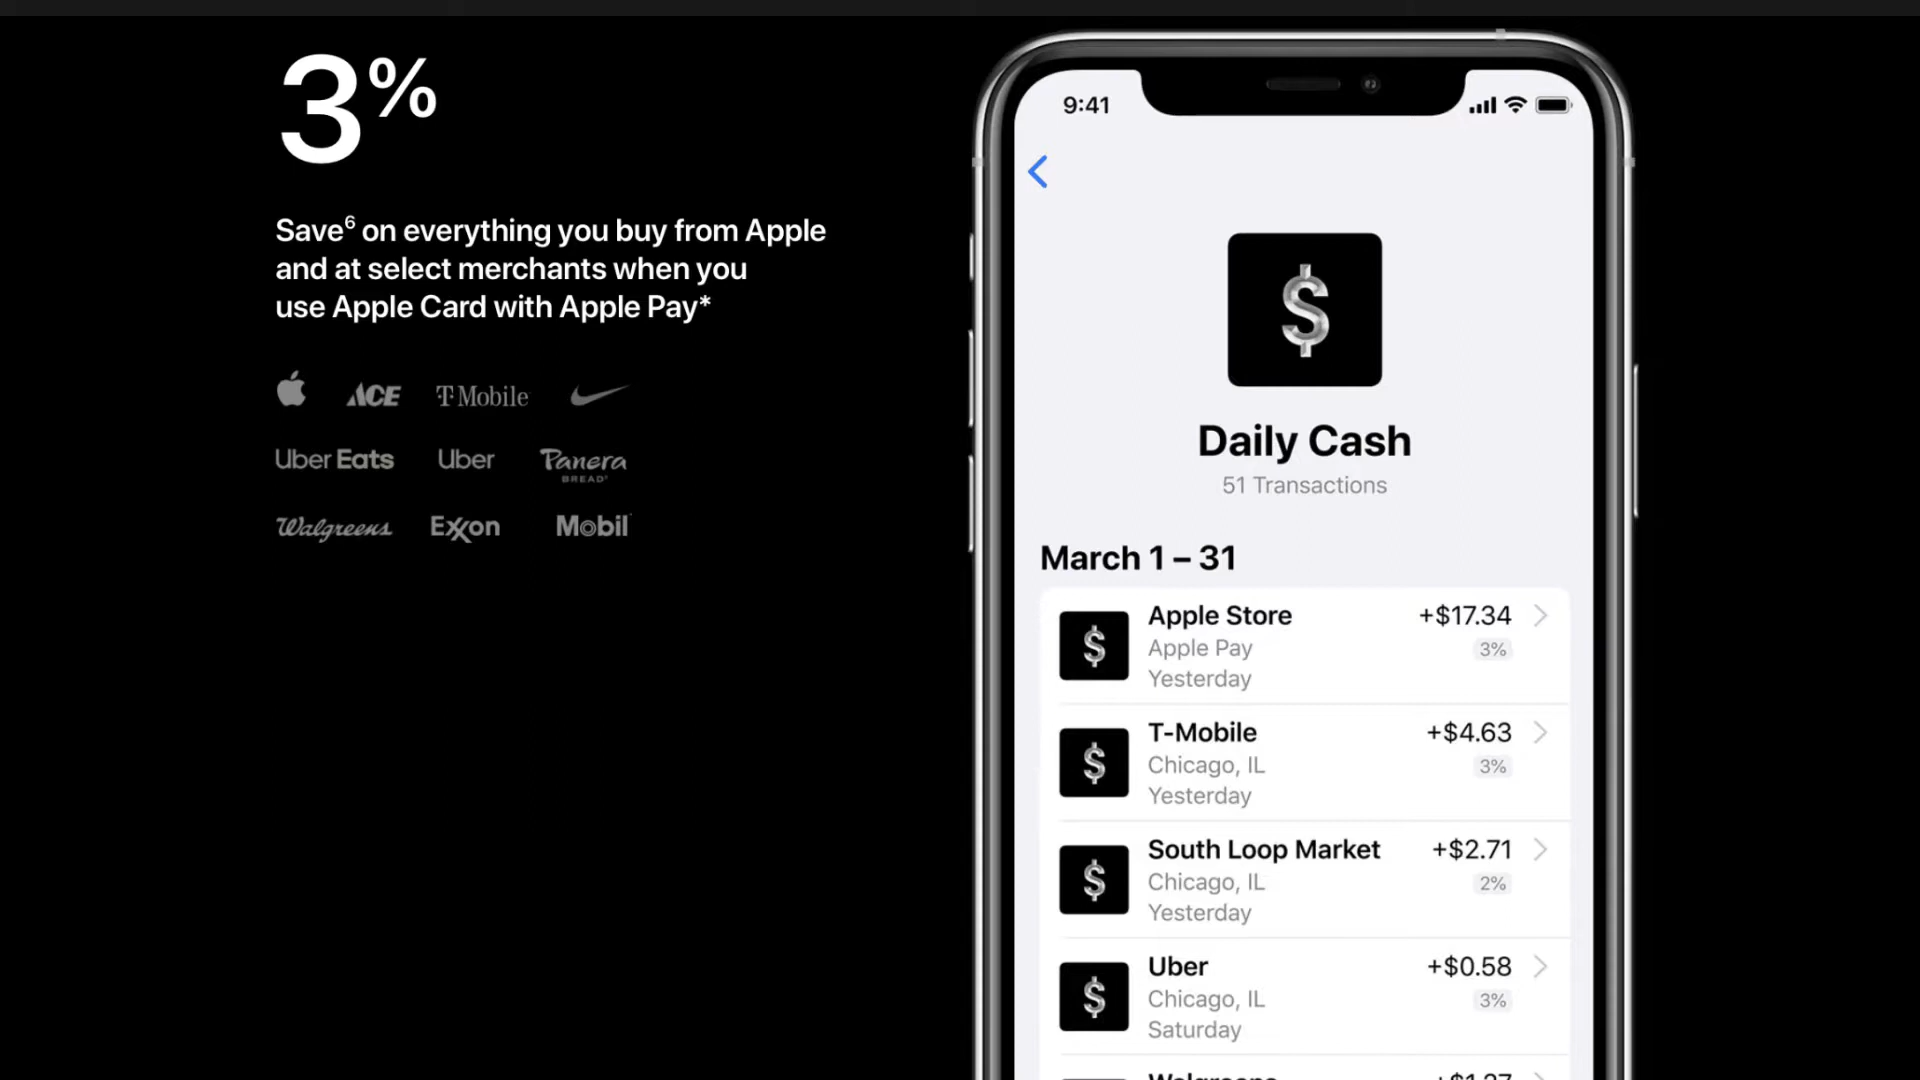 3%
Save6 on everything you buy from Apple
and at select merchants when you
use Apple Card with Apple Pay*
ACE
T Mobile
Uber Eats
Uber
Panera
BREAD®
Walgreens
Exxon
Mobil
9:41
$
Daily Cash
51 Transactions
March 1 – 31
$
Apple Store
+$17.34
Apple Pay
3%
Yesterday
$
T-Mobile
+$4.63
Chicago, IL
3%
Yesterday
$
South Loop Market
+$2.71
Chicago, IL
2%
Yesterday
$
Uber
+$0.58
Chicago, IL
3%
Saturday